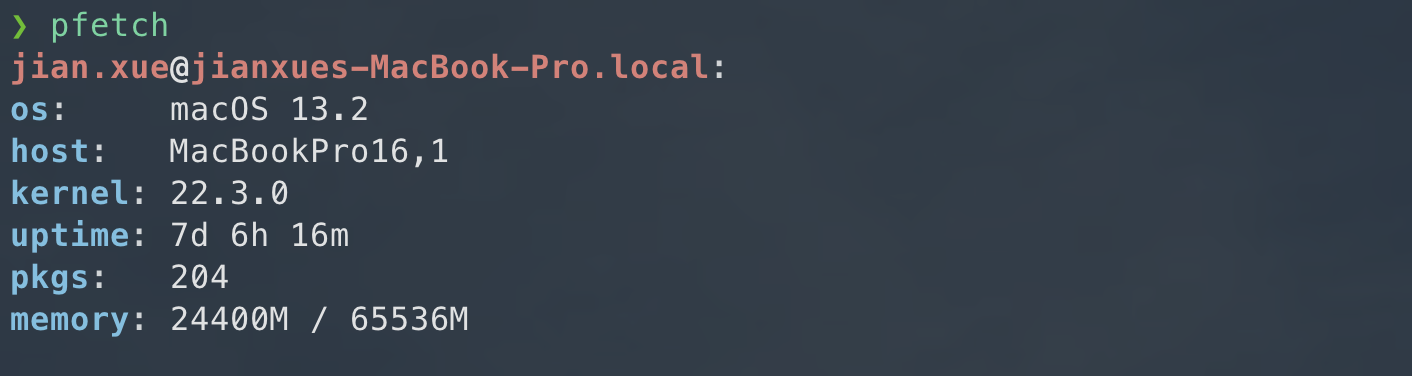 ❯ pfetch
jian.xue@jianxues-MacBook-Pro.local:
os:     macOS 13.2
host:   MacBookPro16,1
kernel: 22.3.0
uptime: 7d 6h 16m
pkgs:   204
memory: 24400M / 65536M